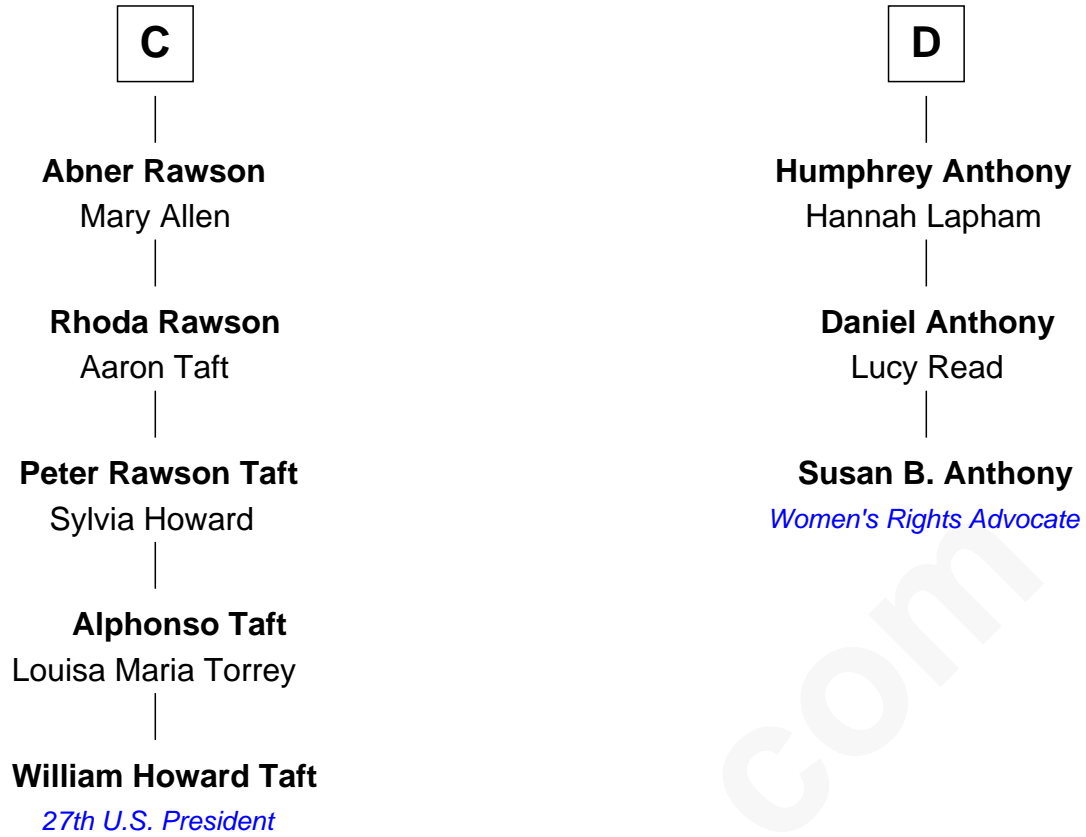 C
Abner Rawson
Mary Allen
Rhoda Rawson
Aaron Taft
Peter Rawson Taft
Sylvia Howard
Alphonso Taft
Louisa Maria Torrey
William Howard Taft
27th U.S. President
D
Humphrey Anthony
Hannah Lapham
Daniel Anthony
Lucy Read
Susan B. Anthony
Women's Rights Advocate
com